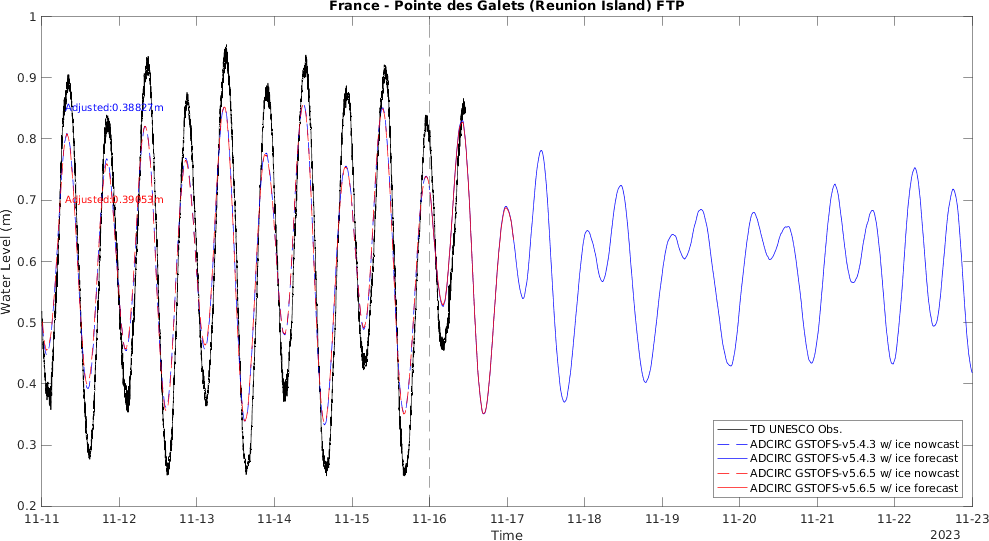 France - Pointe des Galets (Reunion Island) FTP
1
0.9
0.8
0.7
0.6
0.5
0.4
0.3
0.2
Water Level (m)
Adjusted:0.38827m
Adjusted:0.39053m
TD UNESCO Obs.
ADCIRC GSTOFS-v5.4.3 w/ ice nowcast
ADCIRC GSTOFS-v5.4.3 w/ ice forecast
ADCIRC GSTOFS-v5.6.5 w/ ice nowcast
ADCIRC GSTOFS-v5.6.5 w/ ice forecast
11-11 11-12 11-13 11-14 11-15 11-16 11-17 11-18 11-19 11-20 11-21 11-22 11-23
Time
2023